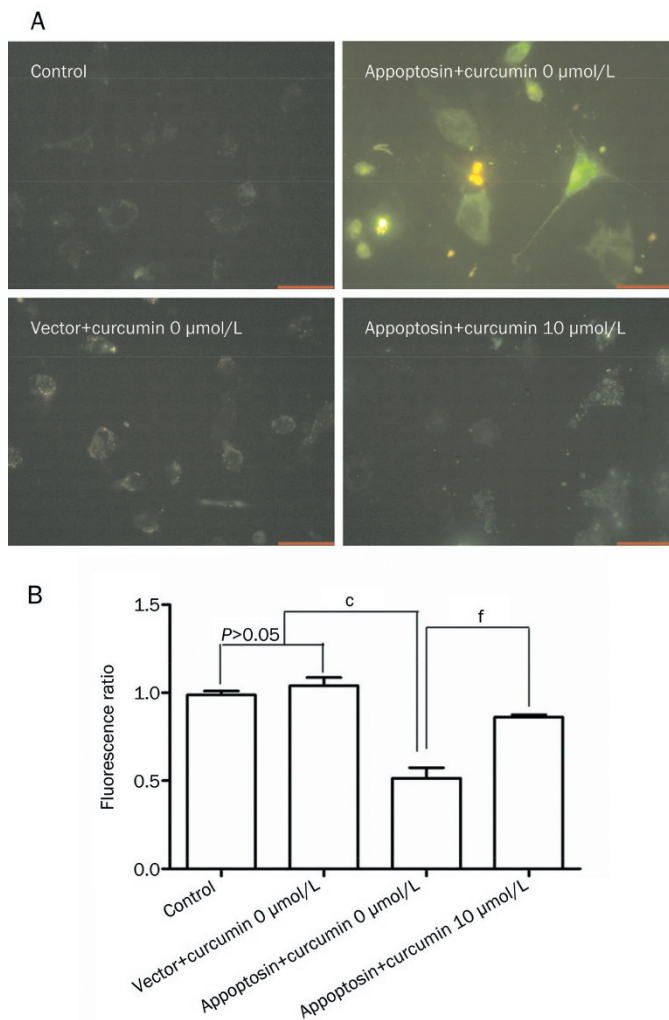 A
Control
Appoptosin+curcumin 0 μmol/L
Vector+curcumin 0 μmol/L
Appoptosin+curcumin 10 μmol/L
B
Fluorescence ratio
1.5
1.0
0.5
0.0
P>0.05
c
f
Control
Vector+curcumin 0 μmol/L
Appoptosin+curcumin 0 μmol/L
Appoptosin+curcumin 10 μmol/L